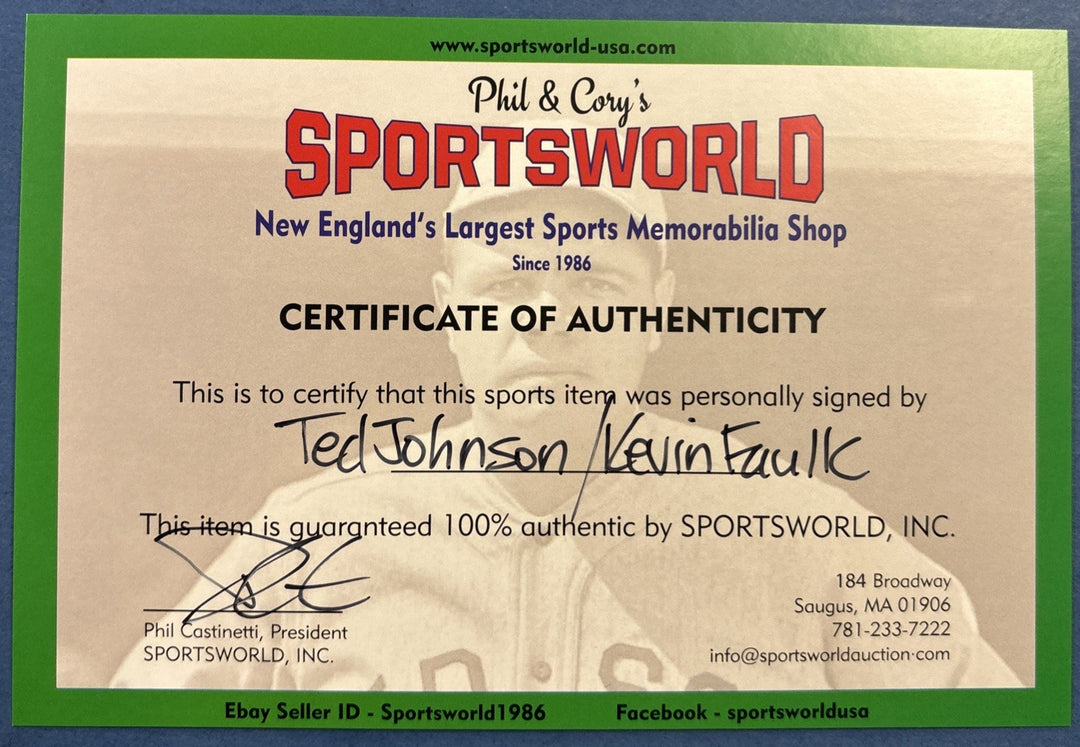 www.sportsworld-usa.com
Phil & Cory's
SPORTSWORLD
New England's Largest Sports Memorabilia Shop
Since 1986
CERTIFICATE OF AUTHENTICITY
This is to certify that this sports item was personally signed by
Ted Johnson / Kevin Faulk
This item is guaranteed 100% authentic by SPORTSWORLD, INC.
Phil Castinetti, President
SPORTSWORLD, INC.
184 Broadway
Saugus, MA 01906
781-233-7222
info@sportsworldauction.com
Ebay Seller ID - Sportsworld1986
Facebook - sportsworldusa